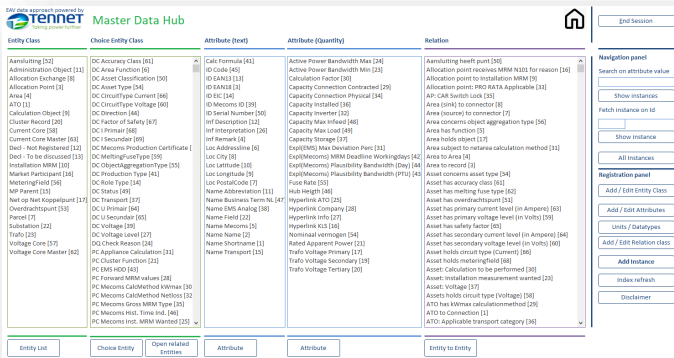 EAV data approach powered by
TenneT
Taking power further
Master Data Hub
End Session
Entity Class
Choice Entity Class
Attribute (text)
Attribute (Quantity)
Relation
Aansluiting [52]
Administration Object [11]
Allocation Exchange [8]
Allocation Point [3]
Area [4]
ATO [1]
Calculation Object [9]
Cluster Record [20]
Current Core [58]
Current Core Master [63]
Decl - Not Registered [12]
Decl - To be discussed [13]
Installation MRM [10]
Market Participant [16]
MeteringField [56]
MP Parent [15]
Net op Net Koppelpunt [17]
Overdrachtspunt [53]
Parcel [7]
Substation [22]
Trafo [23]
Voltage Core [57]
Voltage Core Master [62]
DC Accuracy Class [61]
DC Area Function [6]
DC Asset Classification [50]
DC Asset Type [54]
DC CircuitType Current [66]
DC CircuitType Voltage [60]
DC Direction [44]
DC Factor of Safety [67]
DC I Primair [68]
DC I Secundair [69]
DC Mecoms Production Certificate [
DC MeltingFuseType [59]
DC ObjectAggregationType [55]
DC Production Type [41]
DC Role Type [14]
DC Status [49]
DC Transport [37]
DC U Primair [64]
DC U Secundair [65]
DC Voltage [39]
DC Voltage Level [27]
DQ Check Reason [24]
PC Appliance Calculation [31]
PC Cluster Function [21]
PC EMS HDD [43]
PC Forward MRM values [28]
PC Mecoms CalcMethod kWmax [30
PC Mecoms CalcMethod Netloss [32
PC Mecoms Gross MRM Type [35]
PC Mecoms Hist. Time Ind. [46]
PC Mecoms Inst. MRM Wanted [25]
Calc Formula [41]
ID Code [45]
ID EAN13 [13]
ID EAN18 [3]
ID EIC [14]
ID Mecoms ID [39]
ID Serial Number [50]
Inf Description [12]
Inf Interpretation [26]
Inf Remark [4]
Loc Addressline [6]
Loc City [8]
Loc Latitude [10]
Loc Longitude [9]
Loc PostalCode [7]
Name Abbreviation [11]
Name Business Term NL [47]
Name EMS Analog [38]
Name Field [22]
Name Mecoms [5]
Name Name [2]
Name Shortname [1]
Name Transport [15]
Active Power Bandwidth Max [24]
Active Power Bandwidth Min [23]
Calculation Factor [30]
Capacity Connection Contracted [29]
Capacity Connection Physical [34]
Capacity Installed [36]
Capacity Inverter [32]
Capacity Max Infeed [48]
Capacity Max Load [49]
Capacity Storage [37]
Expl(EMS) Max Deviation Perc [31]
Expl(Mecoms) MRM Deadline Workingdays [42]
Expl(Mecoms) Plausibility Bandwidth (Day) [44]
Expl(Mecoms) Plausibility Bandwidth (PTU) [43]
Fuse Rate [55]
Hub Heigth [46]
Hyperlink ATO [25]
Hyperlink Company [28]
Hyperlink Info [27]
Hyperlink KLS [16]
Nominaal vermogen [54]
Rated Apparent Power [21]
Trafo Voltage Primary [17]
Trafo Voltage Secondary [19]
Trafo Voltage Tertiary [20]
Aansluiting heeft punt [50]
Allocation point receives MRM N101 for reason [16]
Allocation point to Installation MRM [9]
Allocation point: PRO RATA Applicable [33]
AP: CAR Switch Lock [35]
Area (sink) to connector [8]
Area (source) to connector [7]
Area concerns object aggregation type [56]
Area has function [5]
Area holds object [17]
Area subject to netarea calculation method [31]
Area to Area [4]
Area to record [3]
Asset concerns asset type [54]
Asset has accuracy class [61]
Asset has melting fuse type [62]
Asset has overdrachtspunt [51]
Asset has primary current level (in Ampere) [63]
Asset has primary voltage level (in Volts) [59]
Asset has safety factor [65]
Asset has secondary current level (in Ampere) [64]
Asset has secondary voltage level (in Volts) [60]
Asset holds circuit type (Current) [66]
Asset holds meteringfield [68]
Asset: Calculation to be performed [30]
Asset: Installation measurement wanted [23]
Asset: Voltage [37]
Assets holds circuit type (Voltage) [58]
ATO has kWmax calculationmethod [29]
ATO to Connection [1]
ATO: Applicable transport category [36]
Navigation panel
Search on attribute value
Show instances
Fetch instance on Id
Show instance
All Instances
Registration panel
Add / Edit Entity Class
Add / Edit Attributes
Units / Datatypes
Add / Edit Relation class
Add Instance
Index refresh
Disclaimer
Entity List
Choice Entity
Open related
Entities
Attribute
Attribute
Entity to Entity